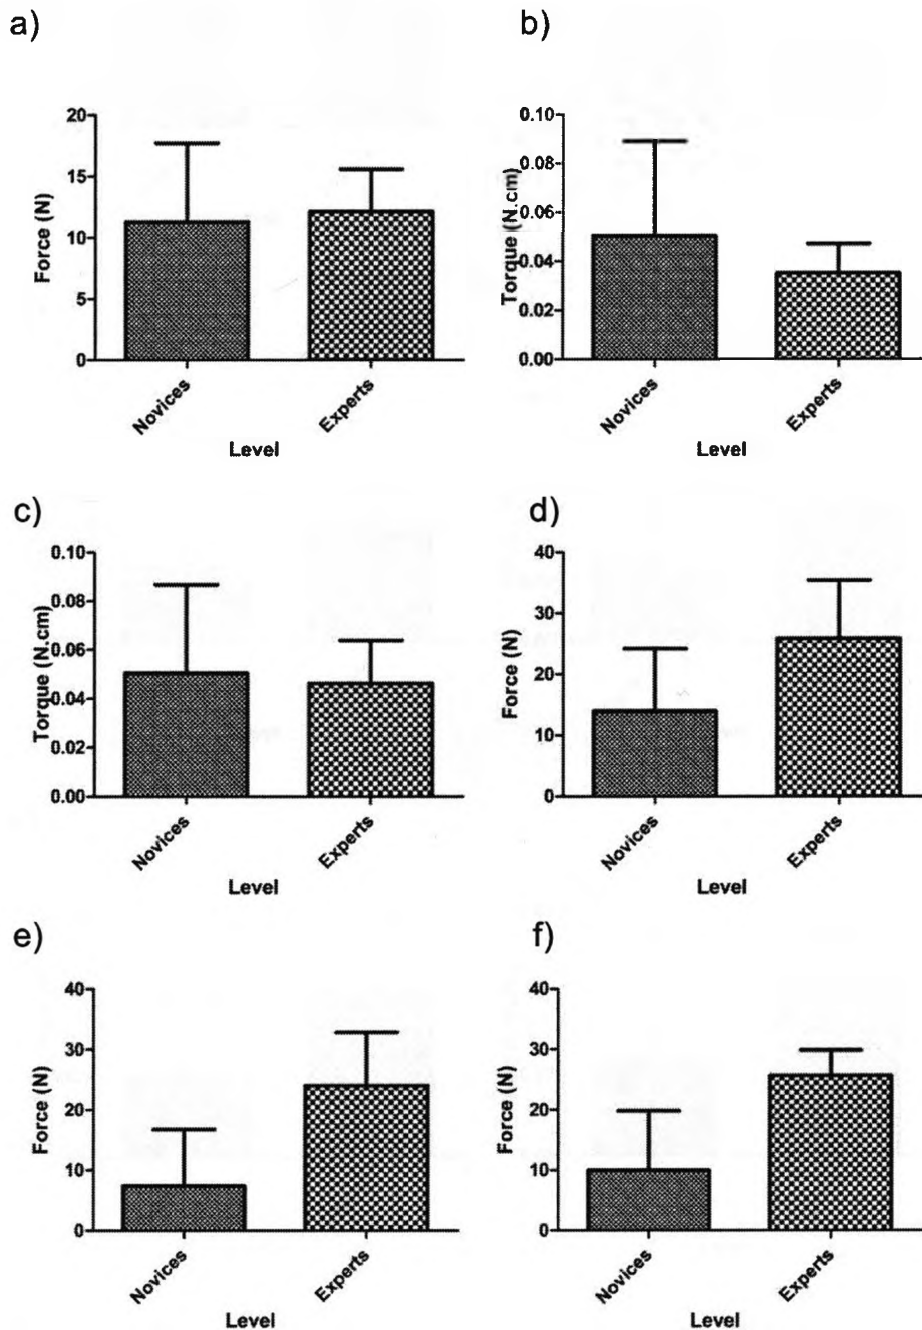 a)
Force (N)
20
15
10
5
0
Novices
Experts
Level
b)
Torque (N.cm)
0.10
0.08
0.06
0.04
0.02
0.00
Novices
Experts
Level
c)
Torque (N.cm)
0.10
0.08
0.06
0.04
0.02
0.00
Novices
Experts
Level
d)
Force (N)
40
30
20
10
0
Novices
Experts
Level
e)
Force (N)
40
30
20
10
0
Novices
Experts
Level
f)
Force (N)
40
30
20
10
0
Novices
Experts
Level